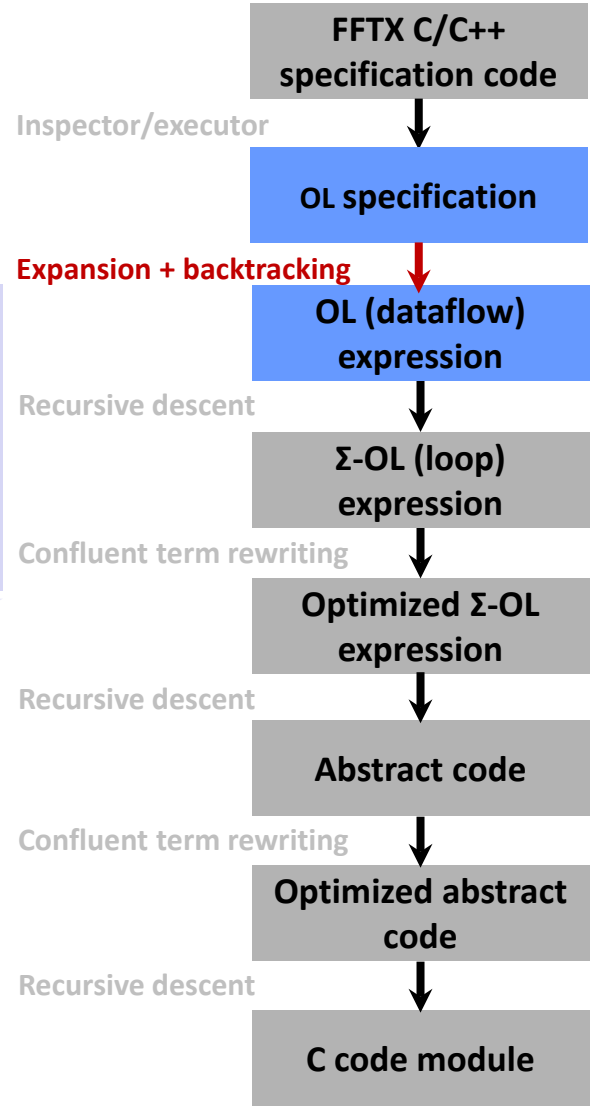 FFTX C/C++
specification code
Inspector/executor
OL specification
Expansion + backtracking
OL (dataflow)
expression
Recursive descent
Σ-OL (loop)
expression
Confluent term rewriting
Optimized Σ-OL
expression
Recursive descent
Abstract code
Confluent term rewriting
Optimized abstract
code
Recursive descent
C code module